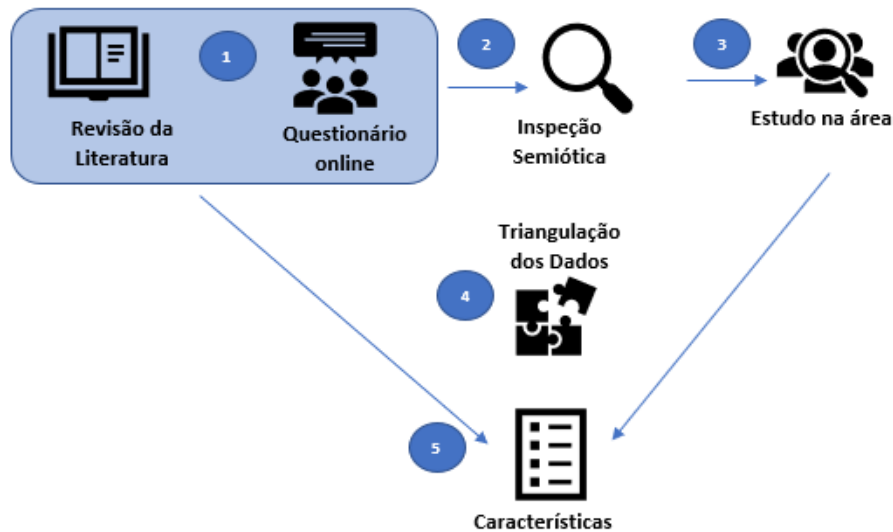 1
2
3
Revisão da
Literatura
Questionário
online
Inspeção
Semiótica
Estudo na área
Triangulação
dos Dados
4
5
Características